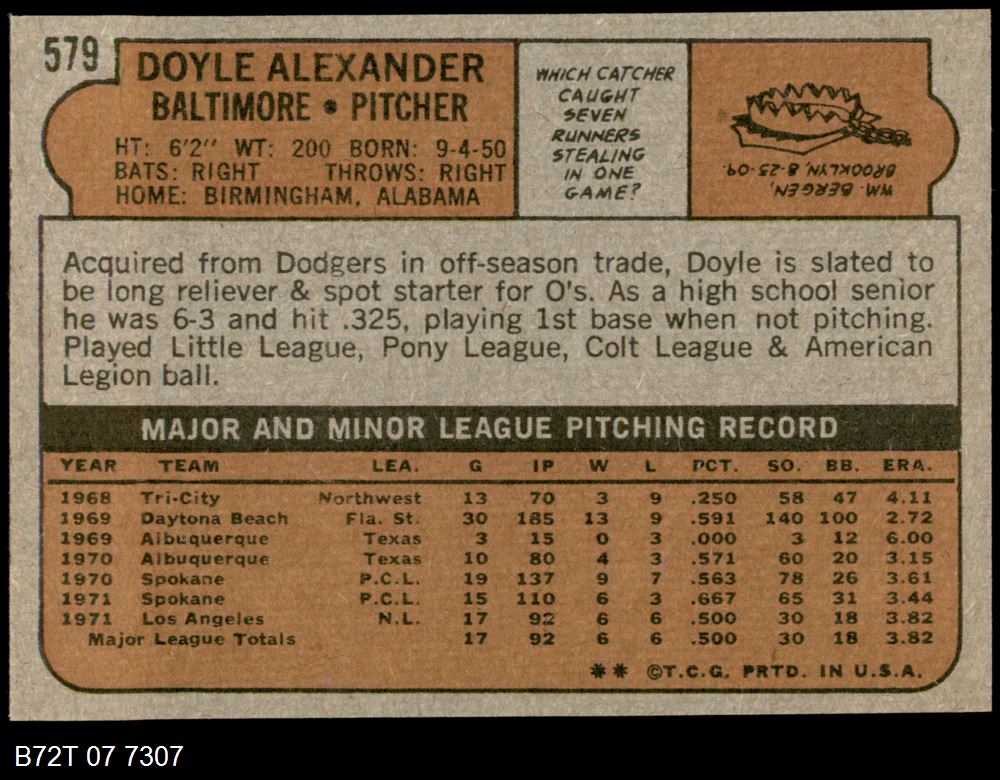 579
DOYLE ALEXANDER
BALTIMORE • PITCHER
HT: 6'2" WT: 200 BORN: 9-4-50
BATS: RIGHT THROWS: RIGHT
HOME: BIRMINGHAM, ALABAMA
WHICH CATCHER
CAUGHT
SEVEN
RUNNERS
STEALING
IN ONE
GAME?
WM. BERGEN,
BROOKLYN, 8-23-09.
Acquired from Dodgers in off-season trade, Doyle is slated to
be long reliever & spot starter for O's. As a high school senior
he was 6-3 and hit .325, playing 1st base when not pitching.
Played Little League, Pony League, Colt League & American
Legion ball.
MAJOR AND MINOR LEAGUE PITCHING RECORD
YEAR TEAM LEA. G IP W L PCT. SO. BB. ERA.
1968 Tri-City Northwest 13 70 3 9 .250 58 47 4.11
1969 Daytona Beach Fla. St. 30 185 13 9 .591 140 100 2.72
1969 Albuquerque Texas 3 15 0 3 .000 3 12 6.00
1970 Albuquerque Texas 10 80 4 3 .571 60 20 3.15
1970 Spokane P.C.L. 19 137 9 7 .563 78 26 3.61
1971 Spokane P.C.L. 15 110 6 3 .667 65 31 3.44
1971 Los Angeles N.L. 17 92 6 6 .500 30 18 3.82
Major League Totals 17 92 6 6 .500 30 18 3.82
** ©T.C.G. PRTD. IN U.S.A.
B72T 07 7307